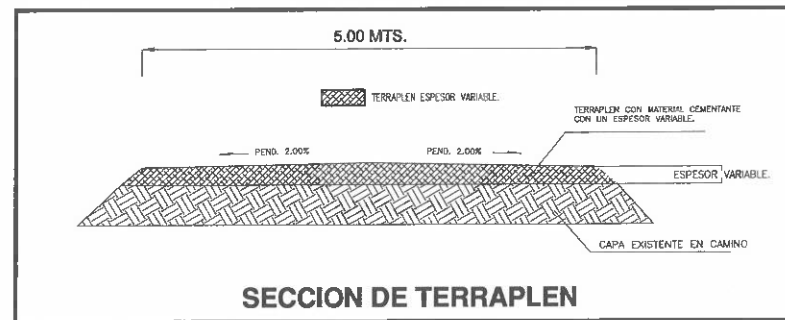 5.00 MTS.
TERRAPLEN ESPESOR VARIABLE.
TERRAPLEN CON MATERIAL CEMENTANTE
CON UN ESPESOR VARIABLE.
PEND. 2.00%
PEND. 2.00%
ESPESOR VARIABLE.
CAPA EXISTENTE EN CAMINO
SECCION DE TERRAPLEN